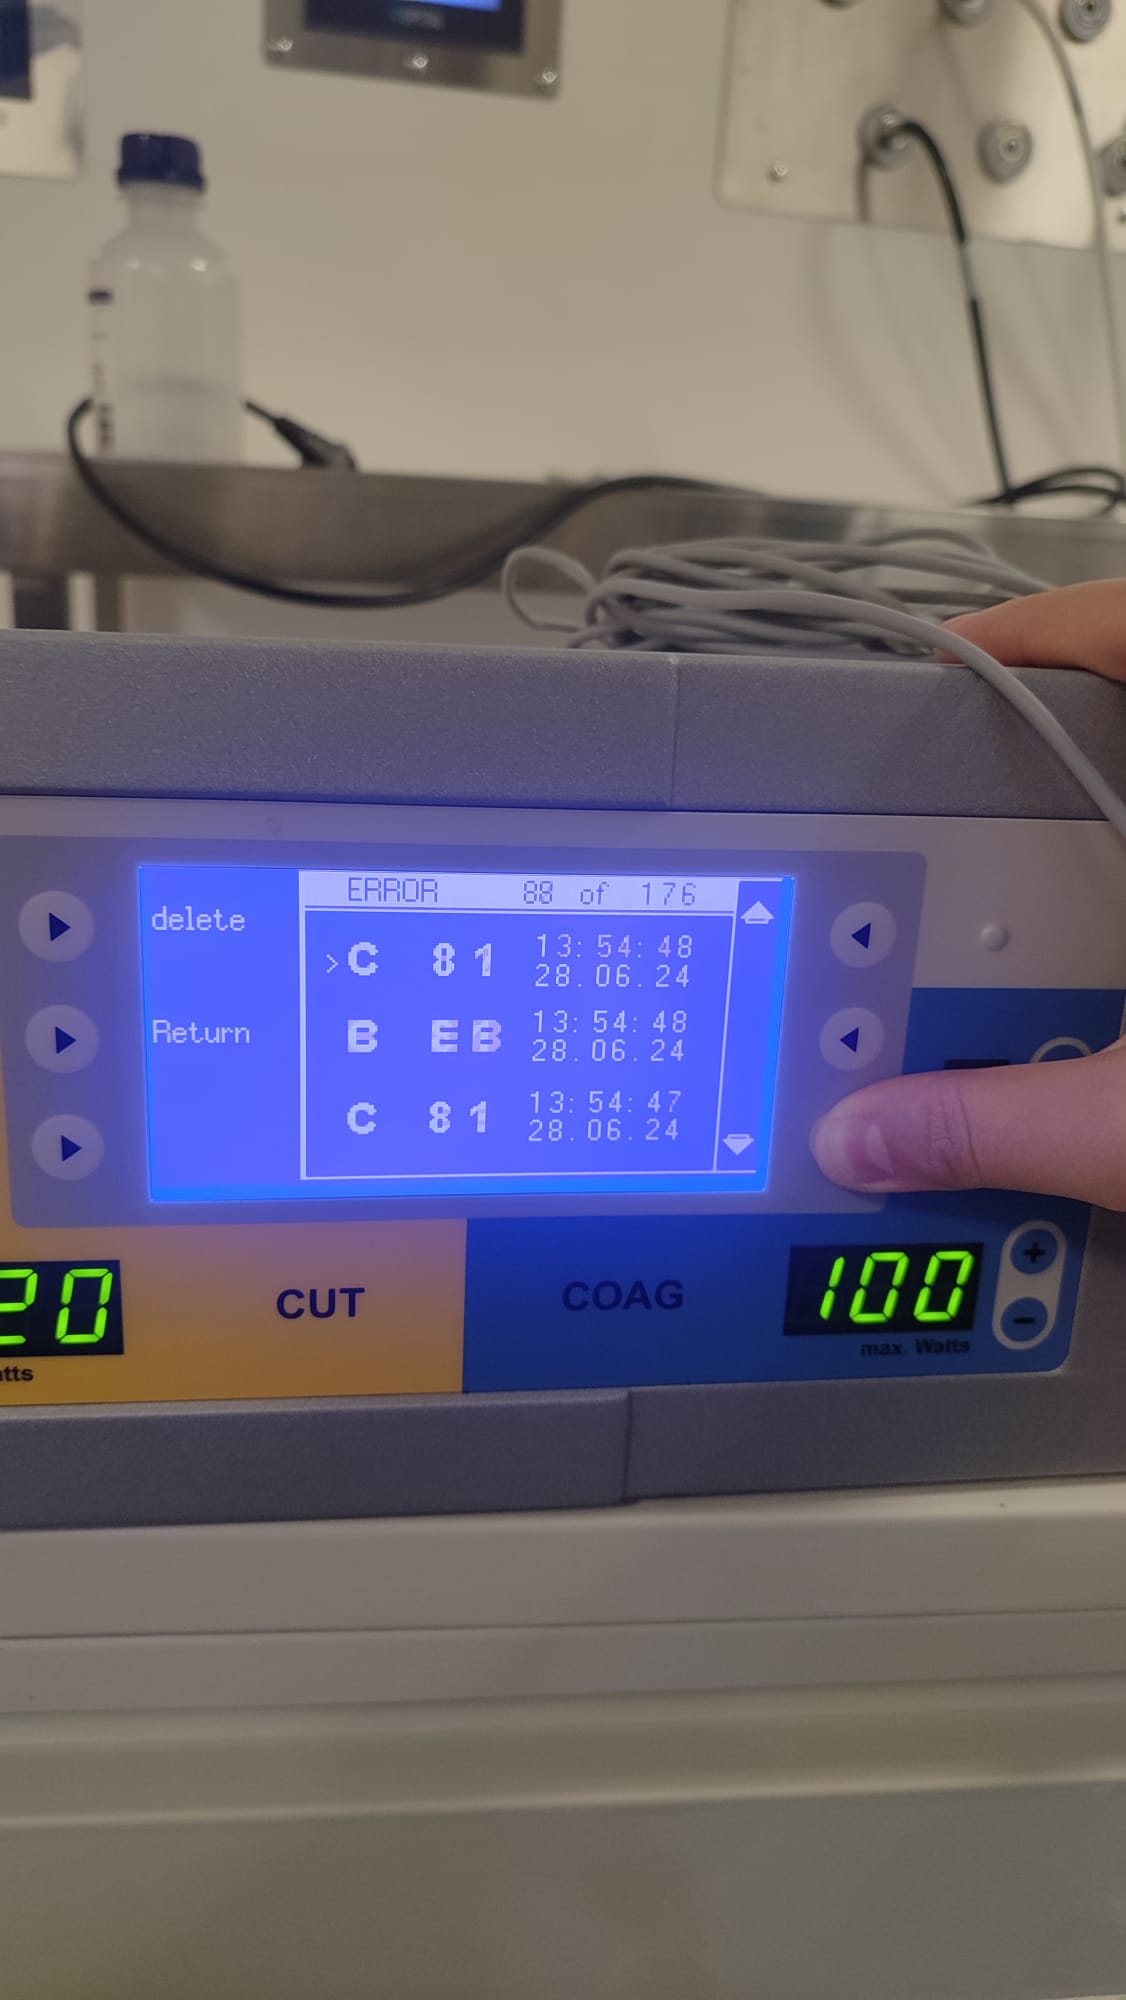 ERROR 88 of 176
delete
>C 81 13:54:48
28.06.24
Return
B EB 13:54:48
28.06.24
C 81 13:54:47
28.06.24
20
CUT
COAG
100
max. Watts